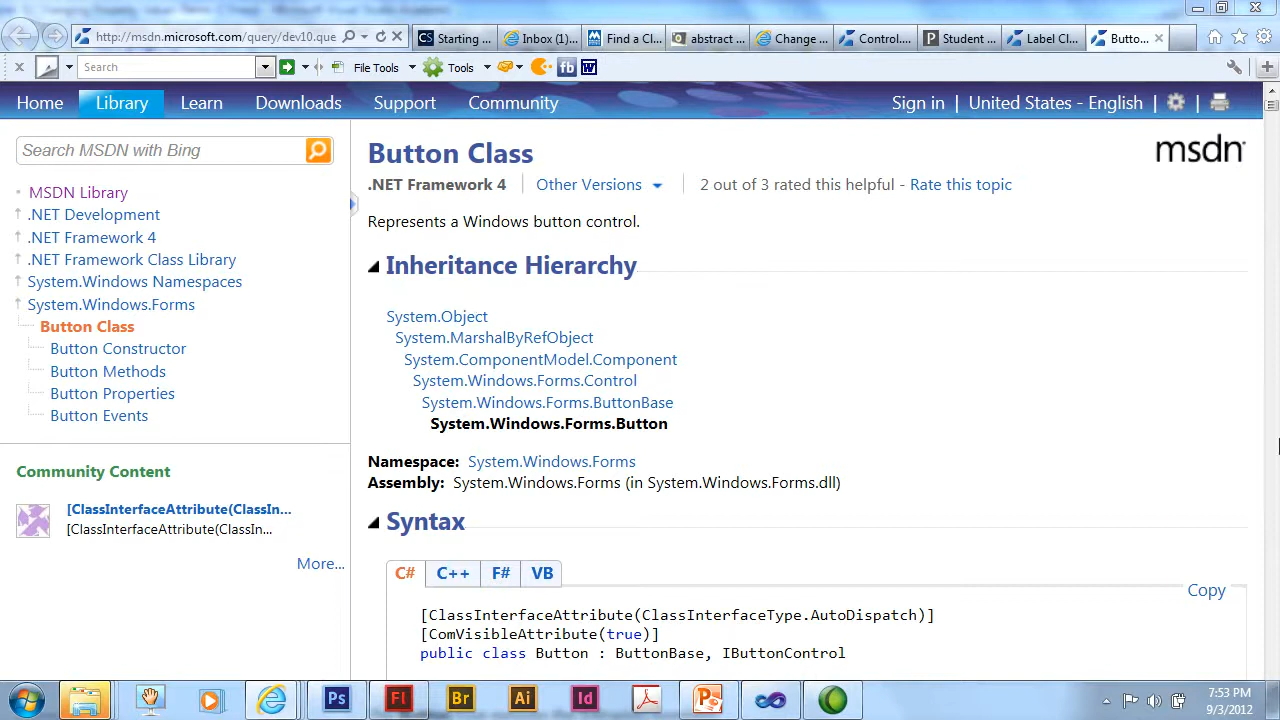 http://msdn.microsoft.com/query/dev10.que
Starting ...
Inbox (1)...
Find a Cl...
abstract ...
Change ...
Control...
Student ...
Label Cl...
Butto...
Search
File Tools
Tools
Home
Library
Learn
Downloads
Support
Community
Sign in | United States - English
Search MSDN with Bing
MSDN Library
.NET Development
.NET Framework 4
.NET Framework Class Library
System.Windows Namespaces
System.Windows.Forms
Button Class
Button Constructor
Button Methods
Button Properties
Button Events
Community Content
[ClassInterfaceAttribute(ClassIn...
[ClassInterfaceAttribute(ClassIn...
More...
Button Class
msdn
.NET Framework 4
Other Versions
2 out of 3 rated this helpful - Rate this topic
Represents a Windows button control.
Inheritance Hierarchy
System.Object
System.MarshalByRefObject
System.ComponentModel.Component
System.Windows.Forms.Control
System.Windows.Forms.ButtonBase
System.Windows.Forms.Button
Namespace: System.Windows.Forms
Assembly: System.Windows.Forms (in System.Windows.Forms.dll)
Syntax
C#
C++
F#
VB
Copy
[ClassInterfaceAttribute(ClassInterfaceType.AutoDispatch)]
[ComVisibleAttribute(true)]
public class Button : ButtonBase, IButtonControl
Ps
Fl
Br
Ai
Id
7:53 PM
9/3/2012